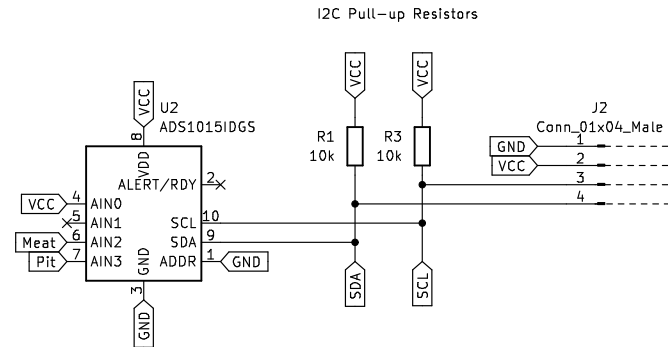 I2C Pull-up Resistors
VCC
VCC
VCC
U2
ADS1015IDGS
8
VDD
R1
10k
R3
10k
J2
Conn_01x04_Male
GND
1
VCC
2
3
4
ALERT/RDY
2
VCC
4
AIN0
5
AIN1
SCL
10
Meat
6
AIN2
SDA
9
Pit
7
AIN3
GND
ADDR
1
GND
3
GND
SDA
SCL